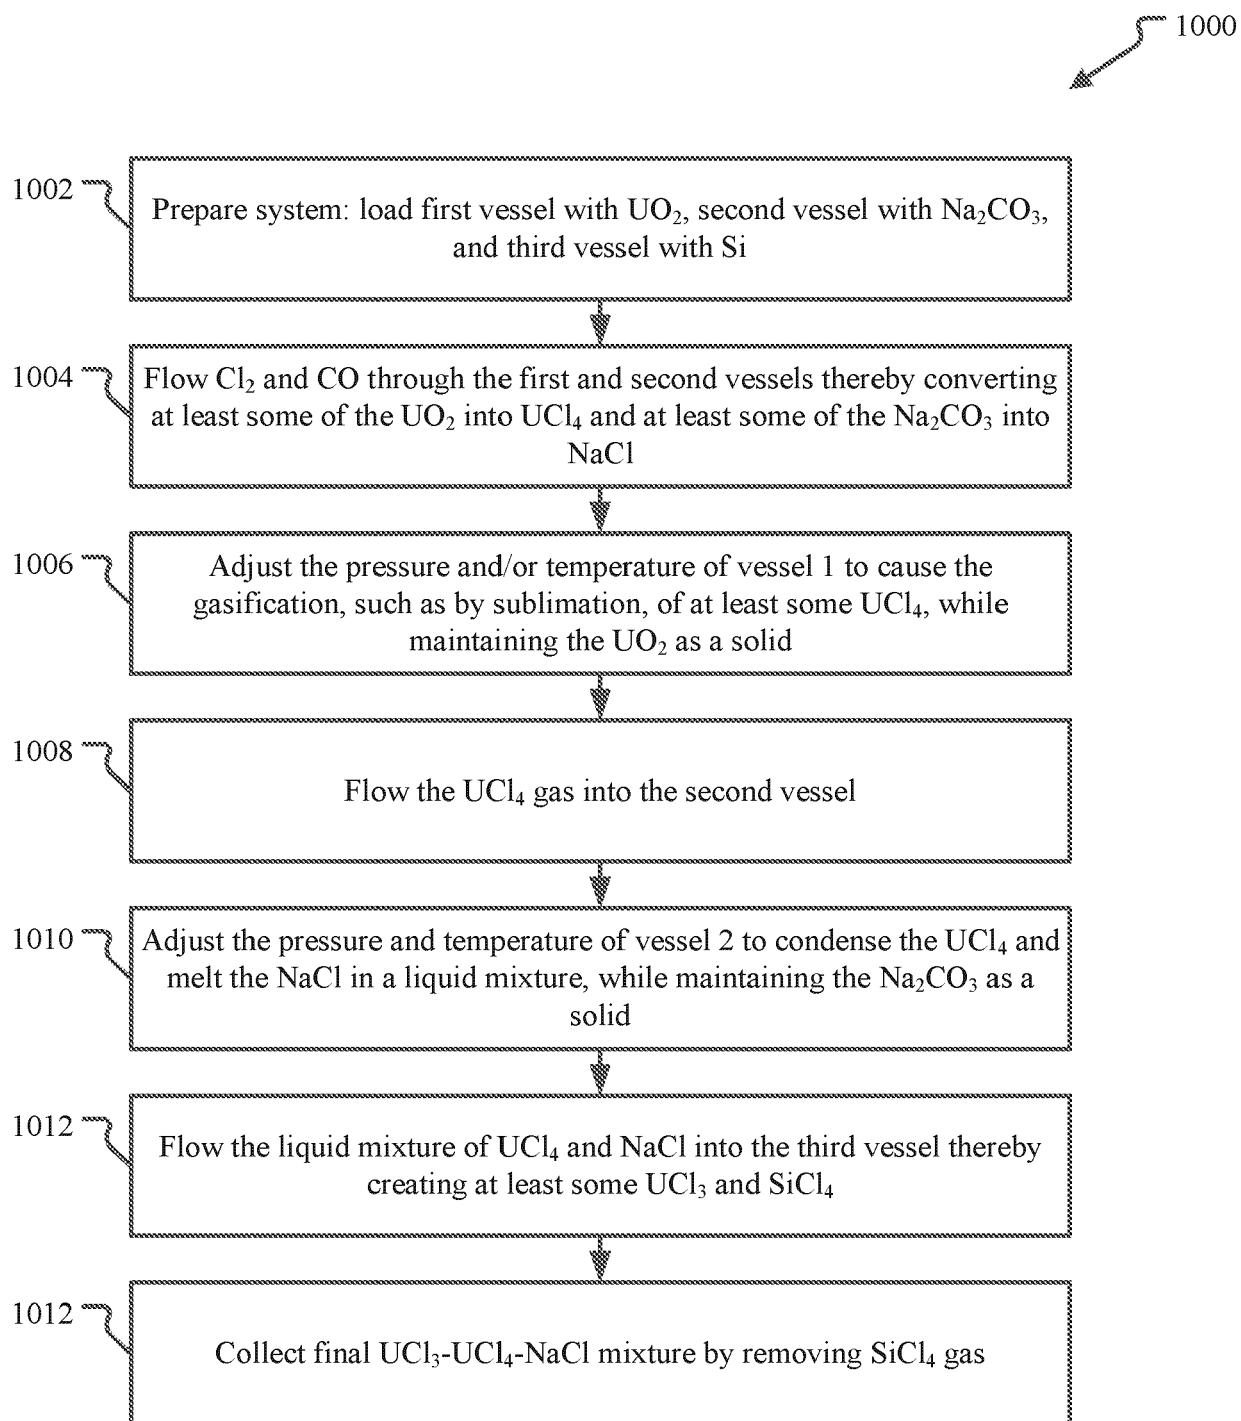 1000
1002
Prepare system: load first vessel with UO₂, second vessel with Na₂CO₃,
and third vessel with Si
1004
Flow Cl₂ and CO through the first and second vessels thereby converting
at least some of the UO₂ into UCl₄ and at least some of the Na₂CO₃ into
NaCl
1006
Adjust the pressure and/or temperature of vessel 1 to cause the
gasification, such as by sublimation, of at least some UCl₄, while
maintaining the UO₂ as a solid
1008
Flow the UCl₄ gas into the second vessel
1010
Adjust the pressure and temperature of vessel 2 to condense the UCl₄ and
melt the NaCl in a liquid mixture, while maintaining the Na₂CO₃ as a
solid
1012
Flow the liquid mixture of UCl₄ and NaCl into the third vessel thereby
creating at least some UCl₃ and SiCl₄
1012
Collect final UCl₃-UCl₄-NaCl mixture by removing SiCl₄ gas